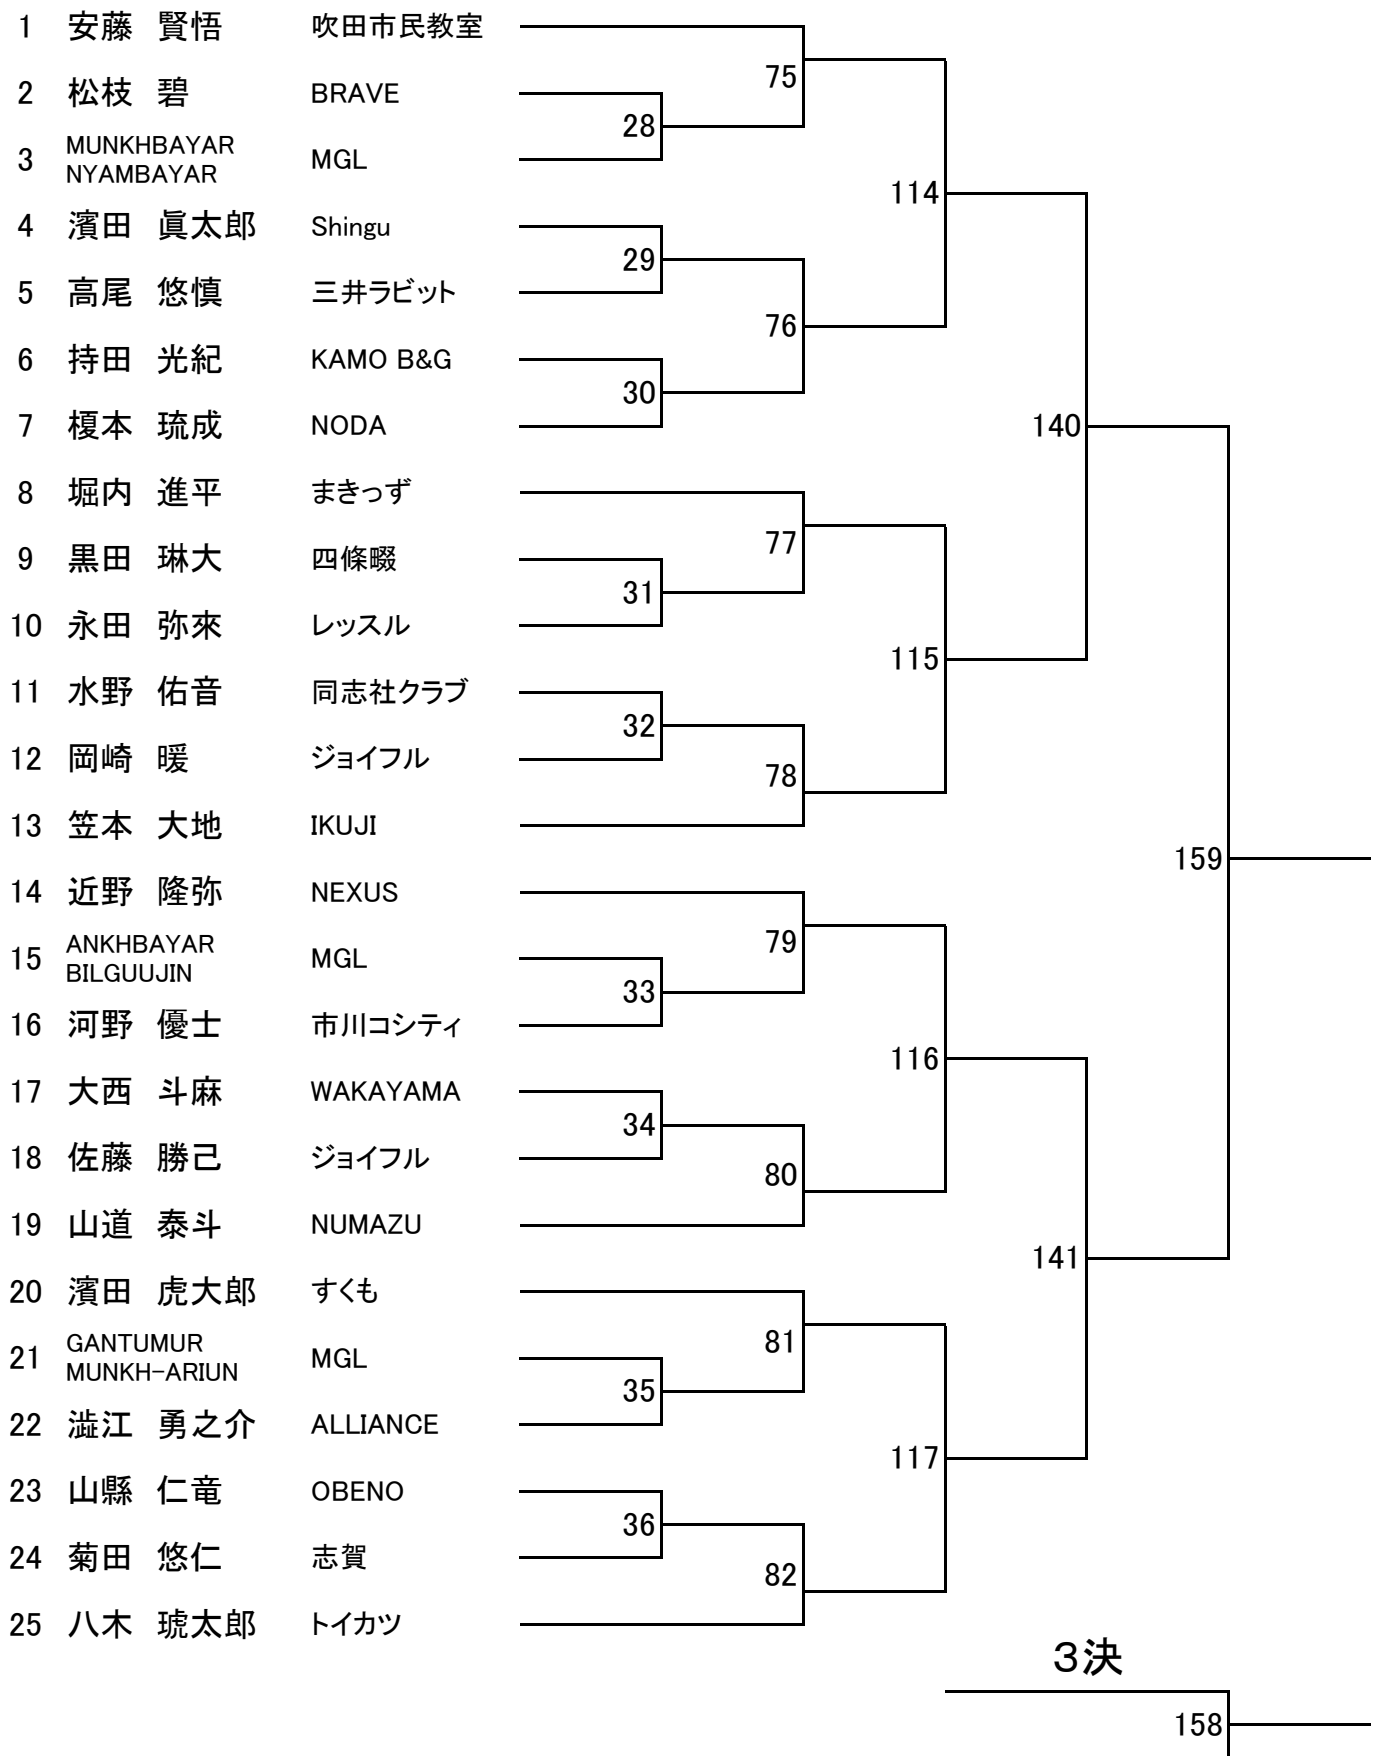 1 安藤 賢悟 吹田市民教室
75
2 松枝 碧 BRAVE
28
3 MUNKHBAYAR NYAMBAYAR MGL
114
4 濱田 眞太郎 Shingu
29
5 高尾 悠慎 三井ラビット
76
6 持田 光紀 KAMO B&G
30
7 榎本 琉成 NODA
140
8 堀内 進平 まきっず
77
9 黒田 琳大 四條畷
31
10 永田 弥來 レッスル
115
11 水野 佑音 同志社クラブ
32
12 岡崎 暖 ジョイフル
78
13 笠本 大地 IKUJI
159
14 近野 隆弥 NEXUS
79
15 ANKHBAYAR BILGUUJIN MGL
33
16 河野 優士 市川コシティ
116
17 大西 斗麻 WAKAYAMA
34
18 佐藤 勝己 ジョイフル
80
19 山道 泰斗 NUMAZU
141
20 濱田 虎大郎 すくも
81
21 GANTUMUR MUNKH-ARIUN MGL
35
22 澁江 勇之介 ALLIANCE
117
23 山縣 仁竜 OBENO
36
24 菊田 悠仁 志賀
82
25 八木 琥太郎 トイカツ
３決
158